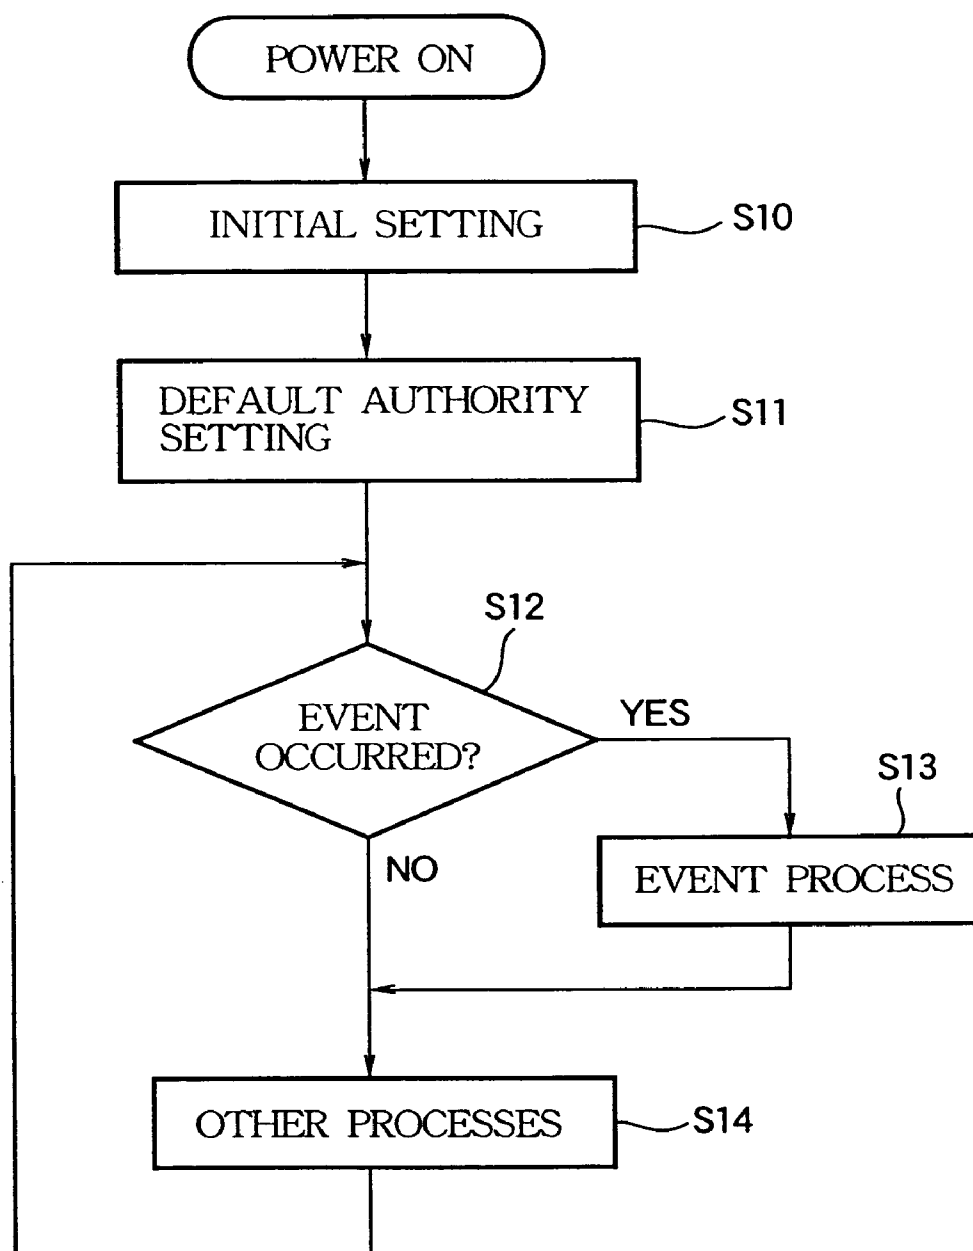 POWER ON
INITIAL SETTING
S10
DEFAULT AUTHORITY
SETTING
S11
S12
EVENT
OCCURRED?
YES
S13
NO
EVENT PROCESS
OTHER PROCESSES
S14